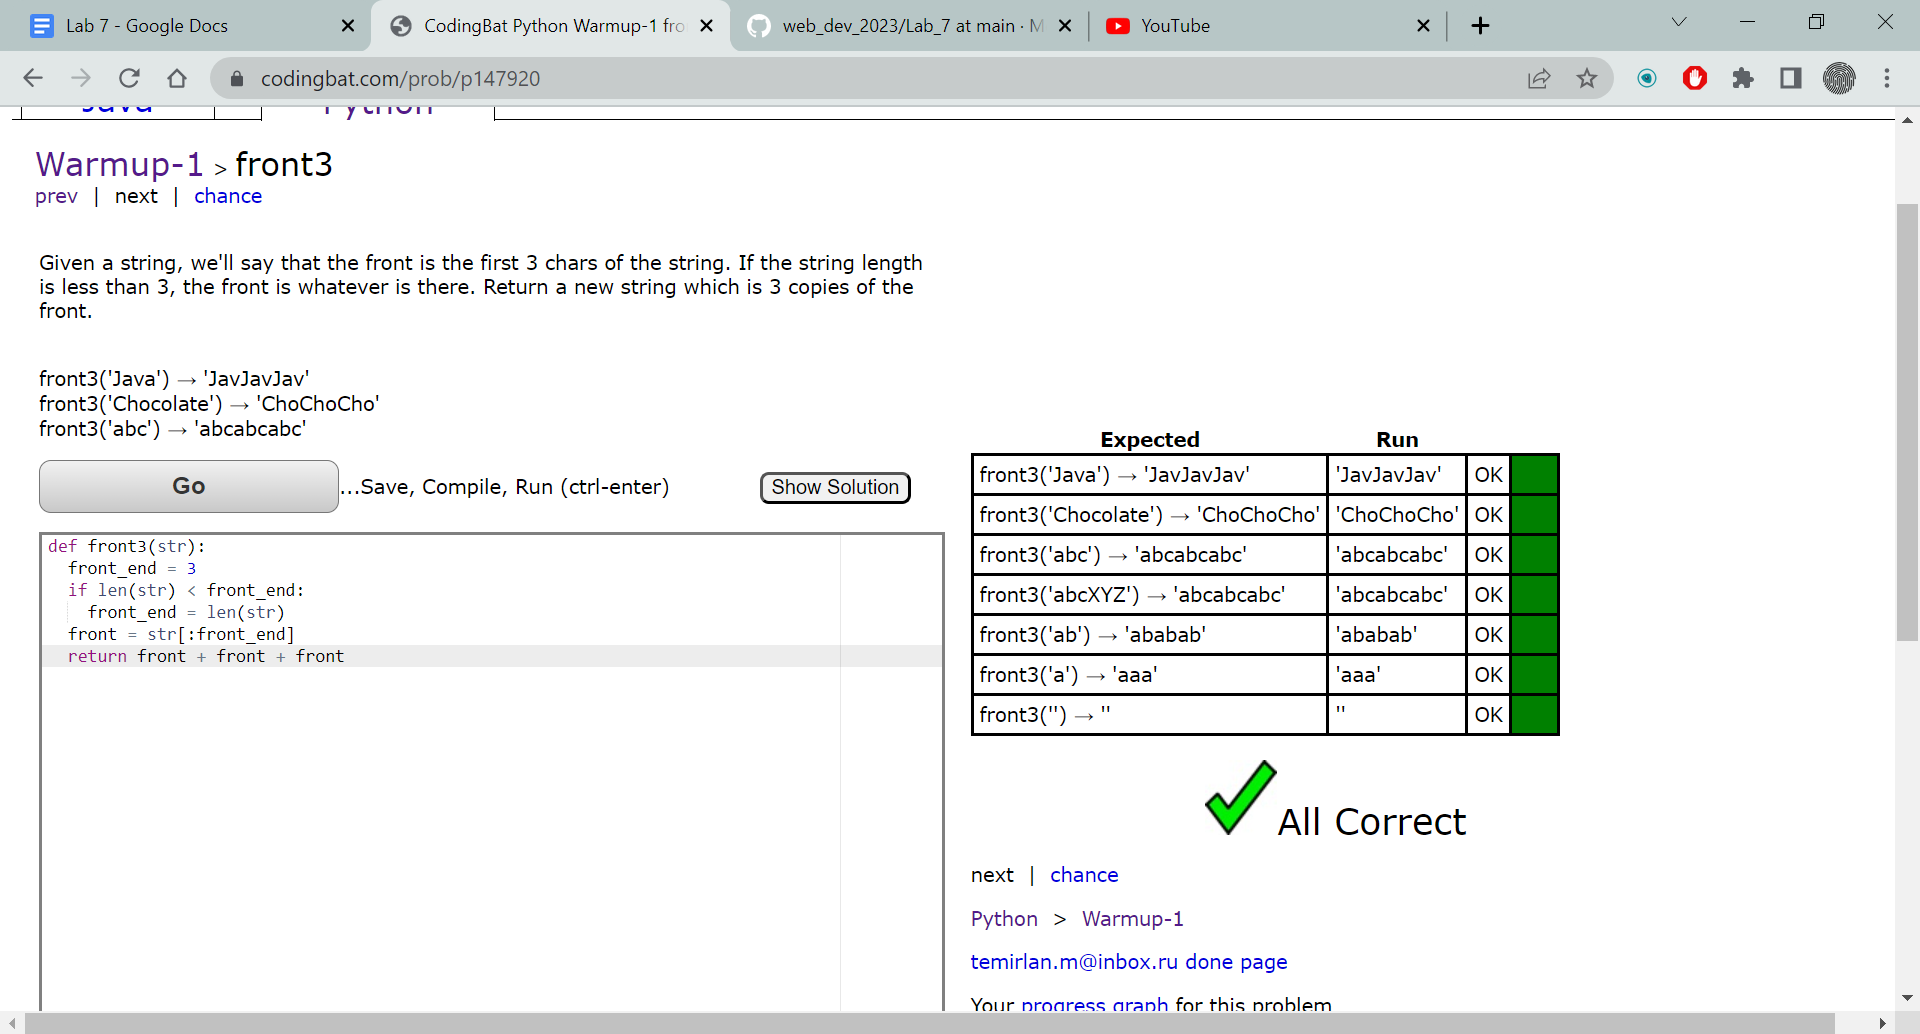 Lab 7 - Google Docs
CodingBat Python Warmup-1 fro
web_dev_2023/Lab_7 at main · M
YouTube
codingbat.com/prob/p147920
Java
Python
Warmup-1 > front3
prev | next | chance
Given a string, we'll say that the front is the first 3 chars of the string. If the string length
is less than 3, the front is whatever is there. Return a new string which is 3 copies of the
front.
front3('Java') → 'JavJavJav'
front3('Chocolate') → 'ChoChoCho'
front3('abc') → 'abcabcabc'
Go ...Save, Compile, Run (ctrl-enter) Show Solution
def front3(str):
  front_end = 3
  if len(str) < front_end:
    front_end = len(str)
  front = str[:front_end]
  return front + front + front
Expected Run
front3('Java') → 'JavJavJav' 'JavJavJav' OK
front3('Chocolate') → 'ChoChoCho' 'ChoChoCho' OK
front3('abc') → 'abcabcabc' 'abcabcabc' OK
front3('abcXYZ') → 'abcabcabc' 'abcabcabc' OK
front3('ab') → 'ababab' 'ababab' OK
front3('a') → 'aaa' 'aaa' OK
front3('') → '' '' OK
All Correct
next | chance
Python > Warmup-1
temirlan.m@inbox.ru done page
Your progress graph for this problem